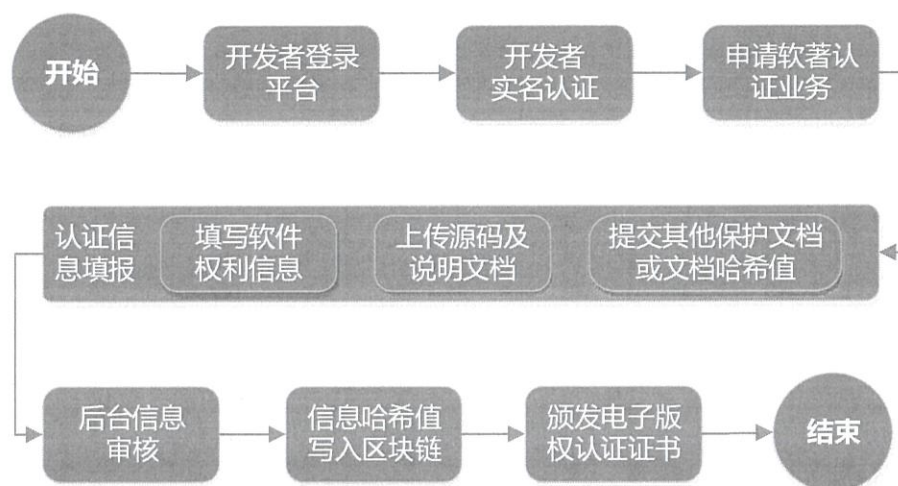 开始
开发者登录
平台
开发者
实名认证
申请软著认
证业务
认证信
息填报
填写软件
权利信息
上传源码及
说明文档
提交其他保护文档
或文档哈希值
后台信息
审核
信息哈希值
写入区块链
颁发电子版
权认证证书
结束